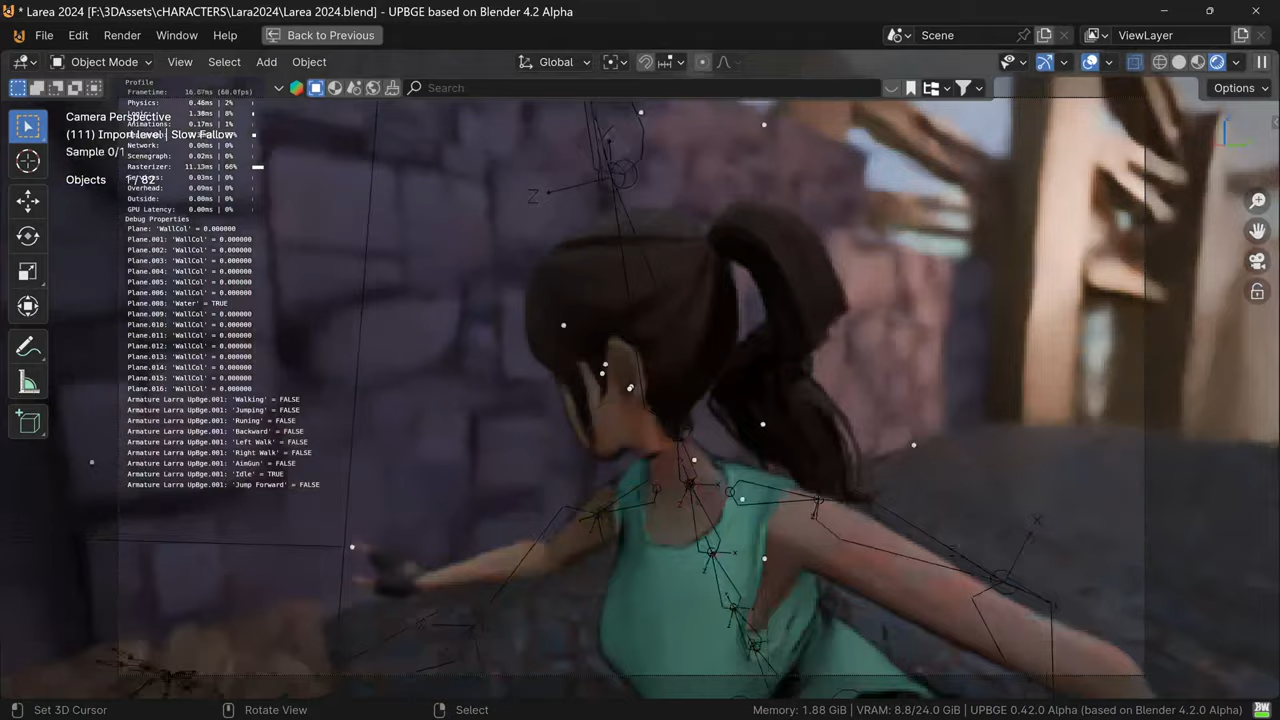 * Larea 2024 [F:\3DAssets\cHARACTERS\Lara2024\Larea 2024.blend] - UPBGE based on Blender 4.2 Alpha
File Edit Render Window Help Back to Previous Scene ViewLayer
Object Mode View Select Add Object Global
Search Options
Profile
Frametime: 16.67ms (60.0fps)
Physics: 0.46ms | 2%
1.38ms | 8%
Animations: 0.17ms | 1%
Network: 0.00ms | 0%
Scenegraph: 0.02ms | 0%
Rasterizer: 11.13ms | 66%
0.03ms | 0%
Overhead: 0.09ms | 0%
Outside: 0.00ms | 0%
GPU Latency: 0.00ms | 0%
Camera Perspective
(111) Import level | Slow Fallow
Sample 0/1
Objects 1 / 82
Debug Properties
Plane: 'WallCol' = 0.000000
Plane.001: 'WallCol' = 0.000000
Plane.002: 'WallCol' = 0.000000
Plane.003: 'WallCol' = 0.000000
Plane.004: 'WallCol' = 0.000000
Plane.005: 'WallCol' = 0.000000
Plane.006: 'WallCol' = 0.000000
Plane.008: 'Water' = TRUE
Plane.009: 'WallCol' = 0.000000
Plane.010: 'WallCol' = 0.000000
Plane.011: 'WallCol' = 0.000000
Plane.012: 'WallCol' = 0.000000
Plane.013: 'WallCol' = 0.000000
Plane.014: 'WallCol' = 0.000000
Plane.015: 'WallCol' = 0.000000
Plane.016: 'WallCol' = 0.000000
Armature Larra UpBge.001: 'Walking' = FALSE
Armature Larra UpBge.001: 'Jumping' = FALSE
Armature Larra UpBge.001: 'Runing' = FALSE
Armature Larra UpBge.001: 'Backward' = FALSE
Armature Larra UpBge.001: 'Left Walk' = FALSE
Armature Larra UpBge.001: 'Right Walk' = FALSE
Armature Larra UpBge.001: 'AimGun' = FALSE
Armature Larra UpBge.001: 'Idle' = TRUE
Armature Larra UpBge.001: 'Jump Forward' = FALSE
Z
X
Set 3D Cursor Rotate View Select Memory: 1.88 GiB | VRAM: 8.8/24.0 GiB | UPBGE 0.42.0 Alpha (based on Blender 4.2.0 Alpha) BW